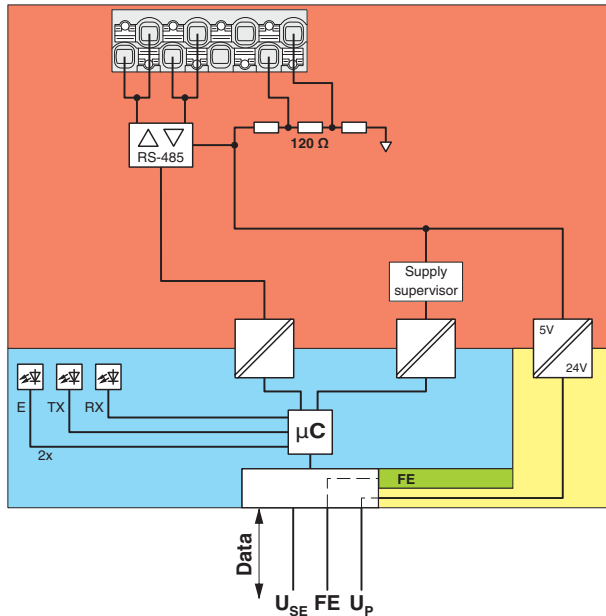 RS-485
120 Ω
Supply
supervisor
5V
24V
E
TX
RX
2x
µC
FE
Data
USE
FE
UP